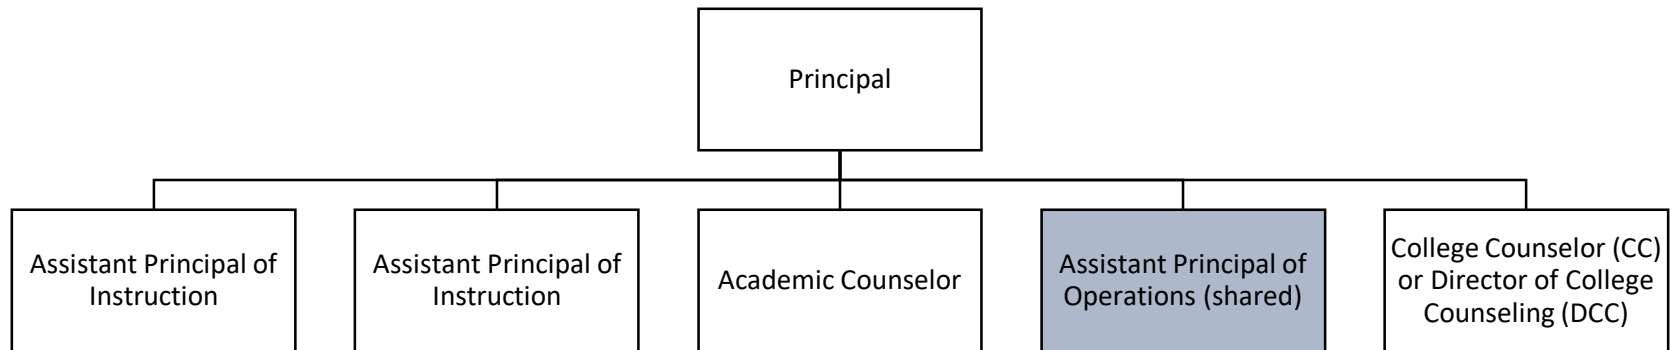 Principal
Assistant Principal of
Instruction
Assistant Principal of
Instruction
Academic Counselor
Assistant Principal of
Operations (shared)
College Counselor (CC)
or Director of College
Counseling (DCC)